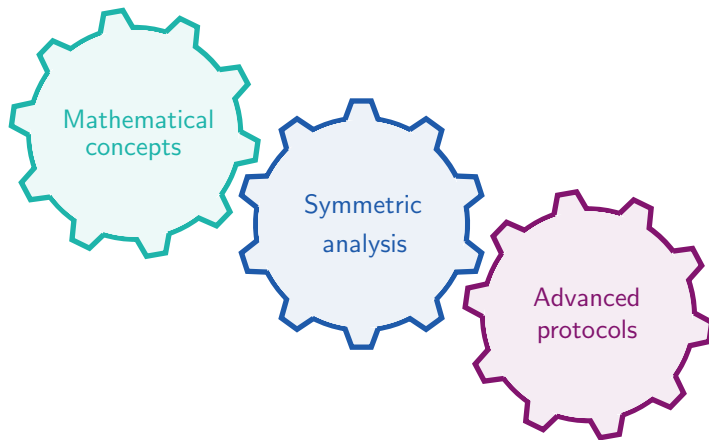 Mathematical
concepts
Symmetric
analysis
Advanced
protocols